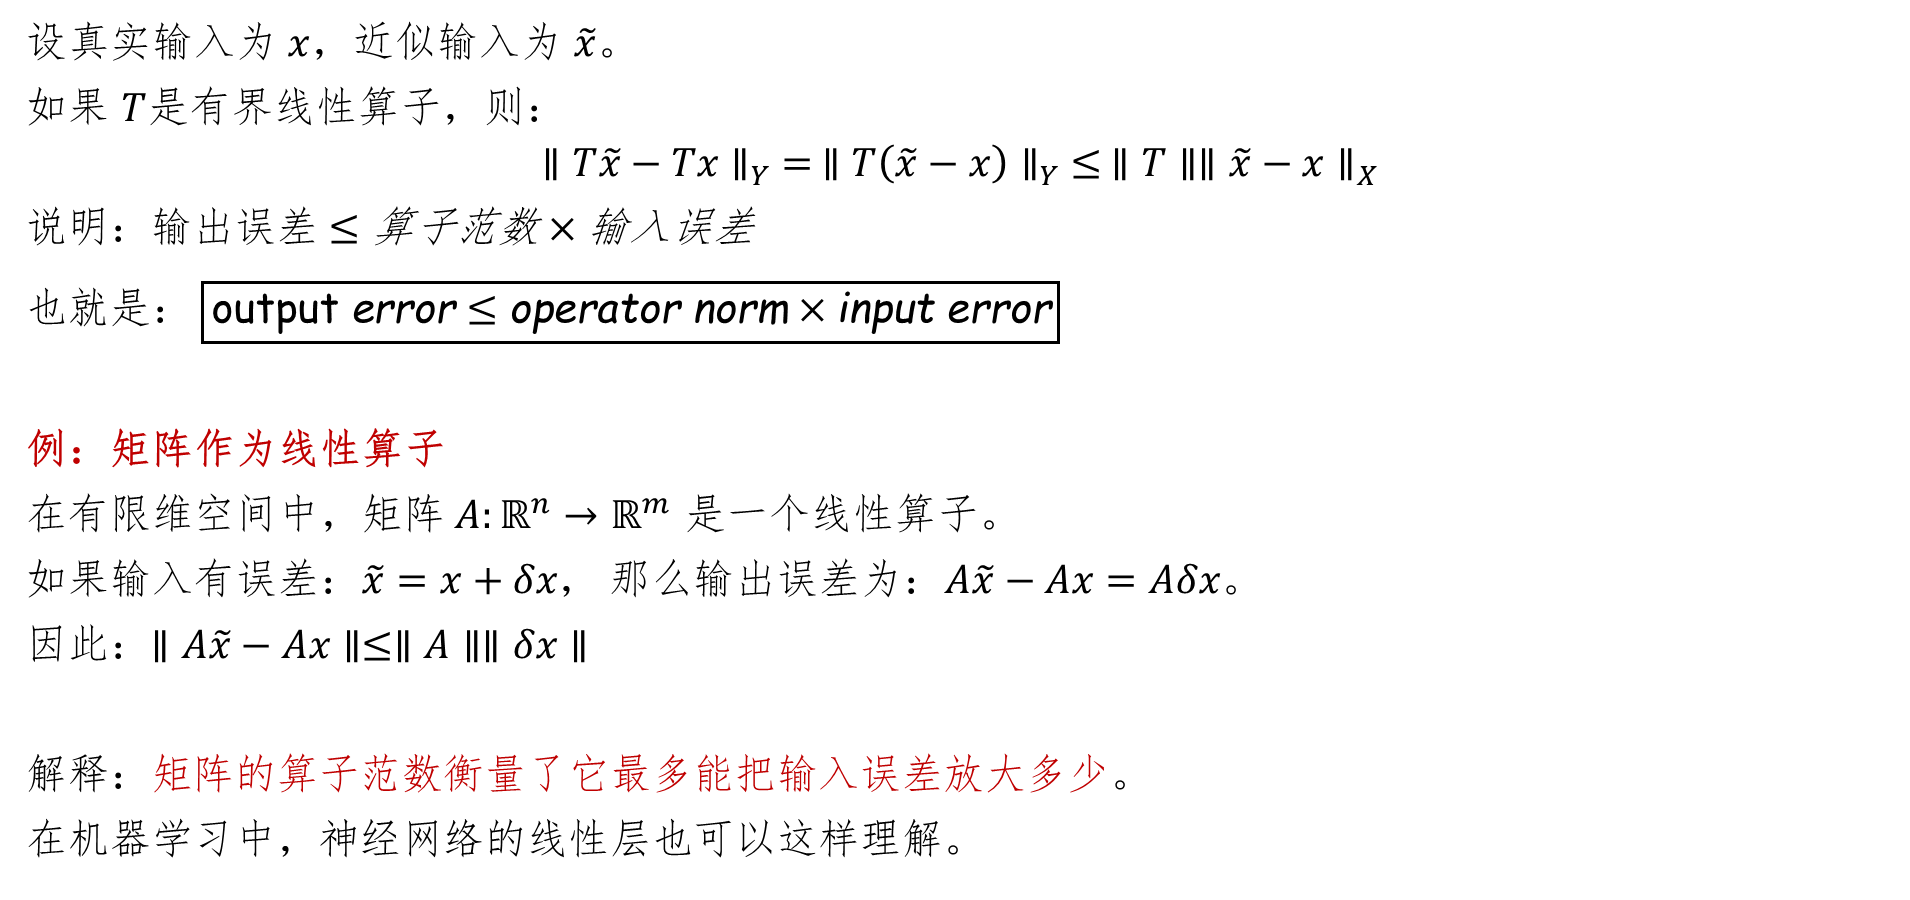 设真实输入为 x，近似输入为 x̃。
如果 T是有界线性算子，则：
∥ Tx̃ − Tx ∥_Y = ∥ T(x̃ − x) ∥_Y ≤ ∥ T ∥∥ x̃ − x ∥_X
说明：输出误差 ≤ 算子范数 × 输入误差
也就是： output error ≤ operator norm × input error
例：矩阵作为线性算子
在有限维空间中，矩阵 A: ℝⁿ → ℝᵐ 是一个线性算子。
如果输入有误差：x̃ = x + δx， 那么输出误差为：Ax̃ − Ax = Aδx。
因此：∥ Ax̃ − Ax ∥≤∥ A ∥∥ δx ∥
解释：矩阵的算子范数衡量了它最多能把输入误差放大多少。
在机器学习中，神经网络的线性层也可以这样理解。